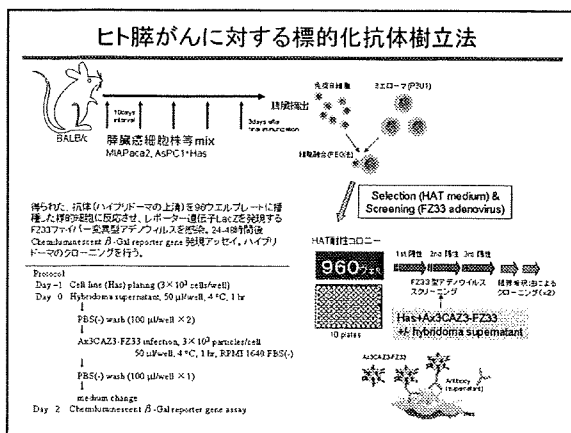 ヒト膵がんに対する標的化抗体樹立法
BALB/c
10days
interval
3days after
final immunization
脾臓摘出
膵臓癌細胞株等mix
MIAPaca2, AsPC1*Has
免疫B細胞
ミエローマ(P3U1)
細胞融合(PEG法)
Selection (HAT medium) &
Screening (FZ33 adenovirus)
得られた、抗体(ハイブリドーマの上清)を96ウエルプレートに播
種した標的細胞に反応させ、レポーター遺伝子LacZを発現する
FZ33ファイバー変異型アデノウィルスを感染。24-48時間後
Chemiluminescent β-Gal reporter gene 発現アッセイ。ハイブリ
ドーマのクローニングを行う。
HAT耐性コロニー
960ウェル
10 plates
1st 陽性 2nd 陽性 3rd 陽性
FZ33型アデノウイルス
スクリーニング
限界希釈法による
クローニング(×2)
Has+Ax3CAZ3-FZ33
+/- hybridoma supernatant
Protocol
Day -1 Cell line (Has) plating (3×10³ cells/well)
Day 0 Hybridoma supernatant, 50 μl/well, 4 °C, 1 hr
↓
PBS(-) wash (100 μl/well ×2)
↓
Ax3CAZ3-FZ33 infection, 3×10³ particles/cell
50 μl/well, 4 °C, 1 hr, RPMI 1640 FBS(-)
↓
PBS(-) wash (100 μl/well ×1)
↓
medium change
Day 2 Chemiluminescent β-Gal reporter gene assay
Ax3CAZ3-FZ33
Antibody
(supernatant)
Has